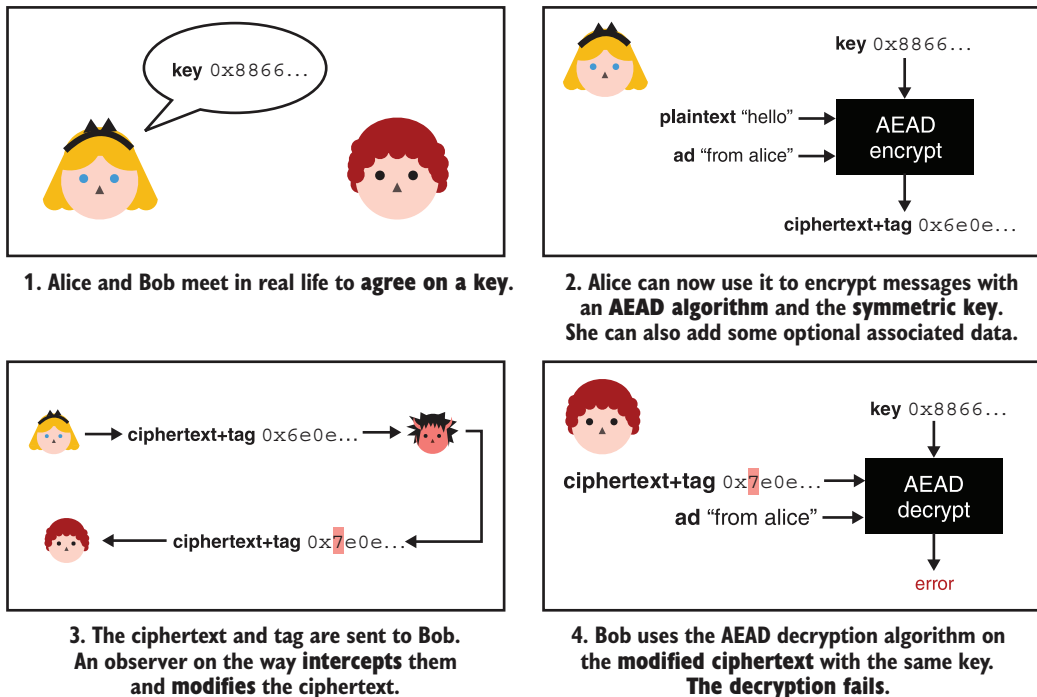 key 0x8866...
1. Alice and Bob meet in real life to agree on a key.
key 0x8866...
plaintext “hello”
ad “from alice”
AEAD
encrypt
ciphertext+tag 0x6e0e...
2. Alice can now use it to encrypt messages with
an AEAD algorithm and the symmetric key.
She can also add some optional associated data.
ciphertext+tag 0x6e0e...
ciphertext+tag 0x7e0e...
3. The ciphertext and tag are sent to Bob.
An observer on the way intercepts them
and modifies the ciphertext.
key 0x8866...
ciphertext+tag 0x7e0e...
ad “from alice”
AEAD
decrypt
error
4. Bob uses the AEAD decryption algorithm on
the modified ciphertext with the same key.
The decryption fails.